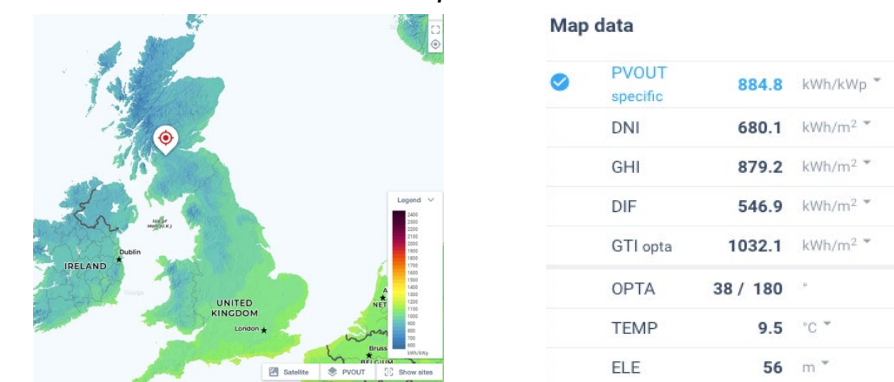 Map data
PVOUT
specific
884.8 kWh/kWp
DNI 680.1 kWh/m²
GHI 879.2 kWh/m²
DIF 546.9 kWh/m²
GTI opta 1032.1 kWh/m²
OPTA 38 / 180 °
TEMP 9.5 °C
ELE 56 m
Legend
2400
2300
2200
2100
2000
1900
1800
1700
1600
1500
1400
1300
1200
1100
1000
900
800
700
600
kWh/kWp
Dublin
IRELAND
UNITED
KINGDOM
London
NET
Bruss
BELGIUM
Satellite PVOUT Show sites